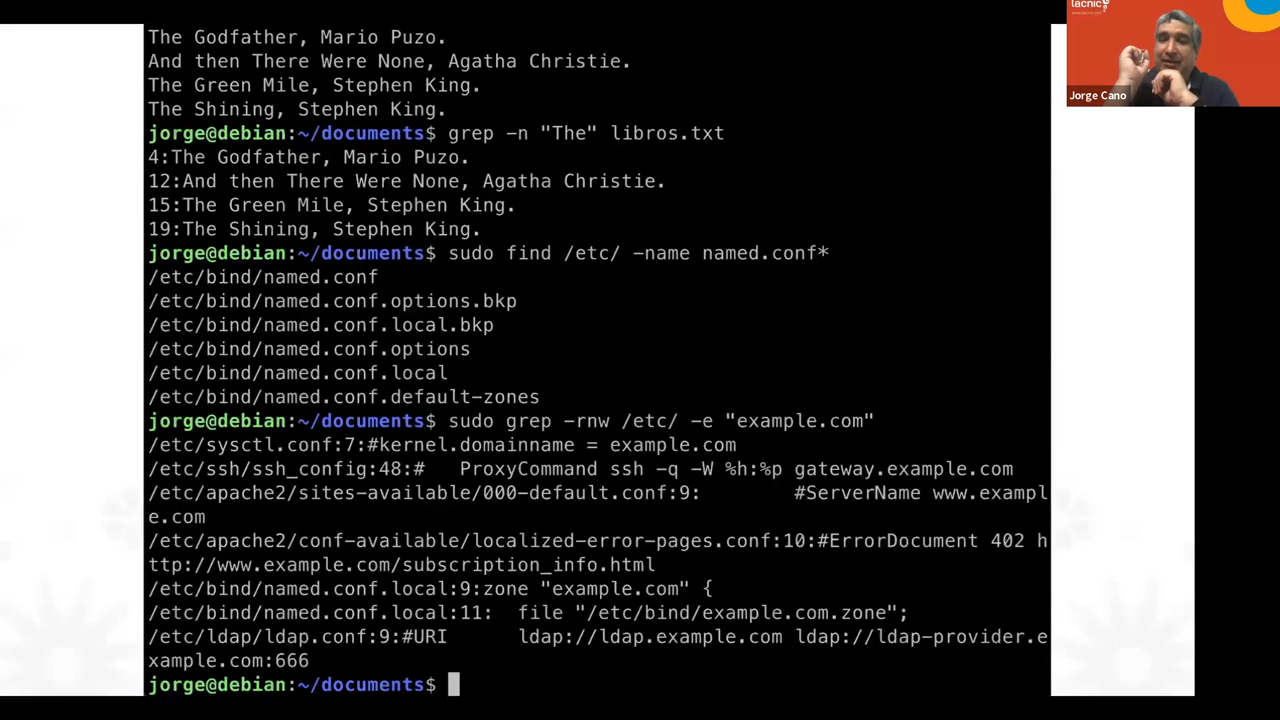 The Godfather, Mario Puzo.
And then There Were None, Agatha Christie.
The Green Mile, Stephen King.
The Shining, Stephen King.
jorge@debian:~/documents$ grep -n "The" libros.txt
4:The Godfather, Mario Puzo.
12:And then There Were None, Agatha Christie.
15:The Green Mile, Stephen King.
19:The Shining, Stephen King.
jorge@debian:~/documents$ sudo find /etc/ -name named.conf*
/etc/bind/named.conf
/etc/bind/named.conf.options.bkp
/etc/bind/named.conf.local.bkp
/etc/bind/named.conf.options
/etc/bind/named.conf.local
/etc/bind/named.conf.default-zones
jorge@debian:~/documents$ sudo grep -rnw /etc/ -e "example.com"
/etc/sysctl.conf:7:#kernel.domainname = example.com
/etc/ssh/ssh_config:48:#   ProxyCommand ssh -q -W %h:%p gateway.example.com
/etc/apache2/sites-available/000-default.conf:9:        #ServerName www.exampl
e.com
/etc/apache2/conf-available/localized-error-pages.conf:10:#ErrorDocument 402 h
ttp://www.example.com/subscription_info.html
/etc/bind/named.conf.local:9:zone "example.com" {
/etc/bind/named.conf.local:11:  file "/etc/bind/example.com.zone";
/etc/ldap/ldap.conf:9:#URI      ldap://ldap.example.com ldap://ldap-provider.e
xample.com:666
jorge@debian:~/documents$
lacnic
Jorge Cano